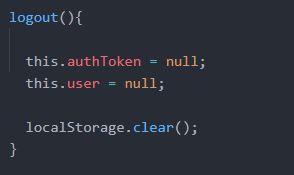 logout(){
this.authToken = null;
this.user = null;
localStorage.clear();
}